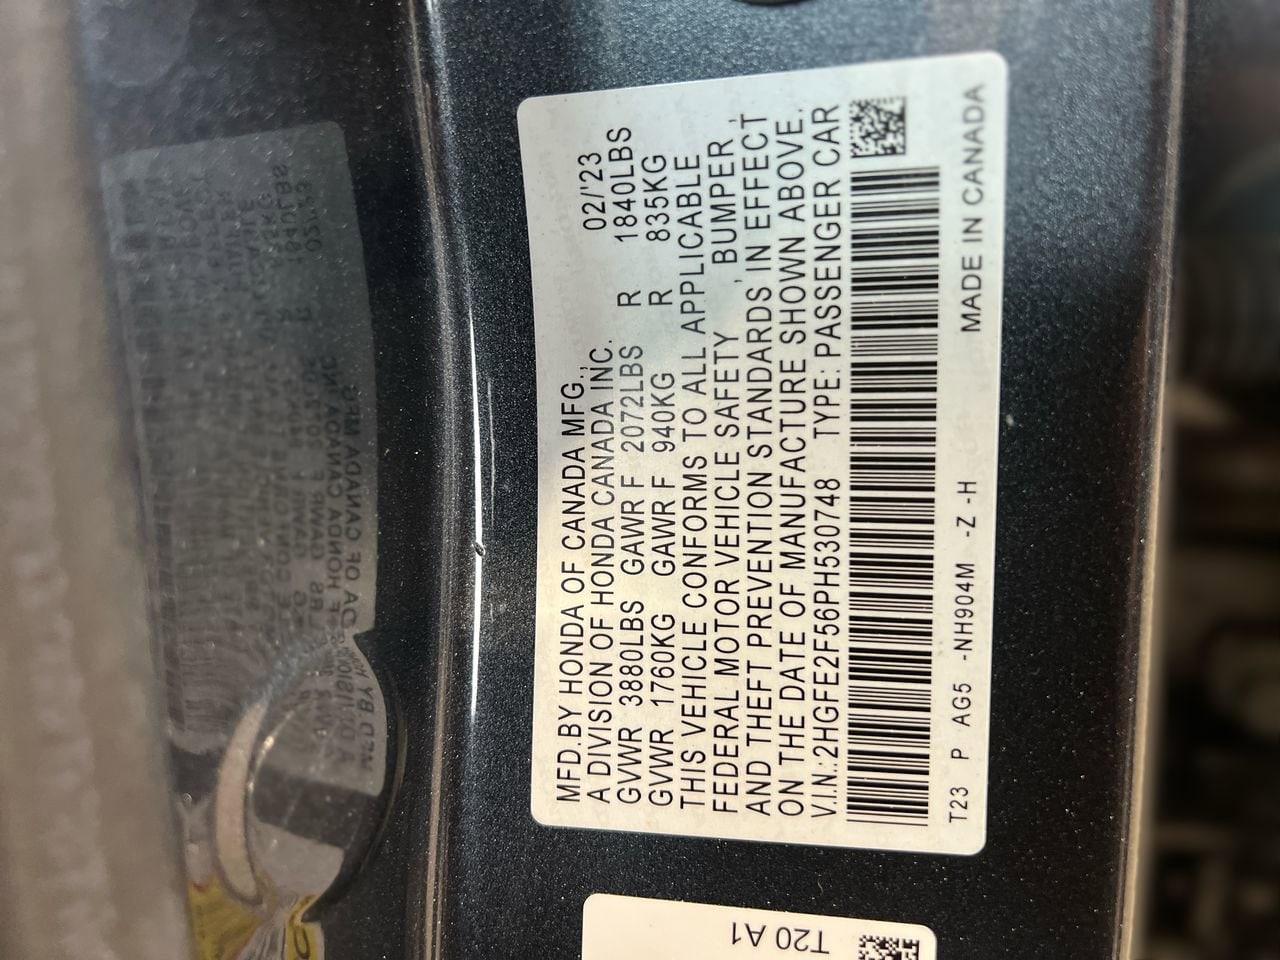 MFD.BY HONDA OF CANADA MFG., 02/'23
A DIVISION OF HONDA CANADA INC.
GVWR 3880LBS GAWR F 2072LBS R 1840LBS
GVWR 1760KG GAWR F 940KG R 835KG
THIS VEHICLE CONFORMS TO ALL APPLICABLE
FEDERAL MOTOR VEHICLE SAFETY , BUMPER
AND THEFT PREVENTION STANDARDS IN EFFECT
ON THE DATE OF MANUFACTURE SHOWN ABOVE.
V.I.N.:2HGFE2F56PH530748 TYPE: PASSENGER CAR
T23 P AG5 -NH904M -Z -H MADE IN CANADA
T20 A1